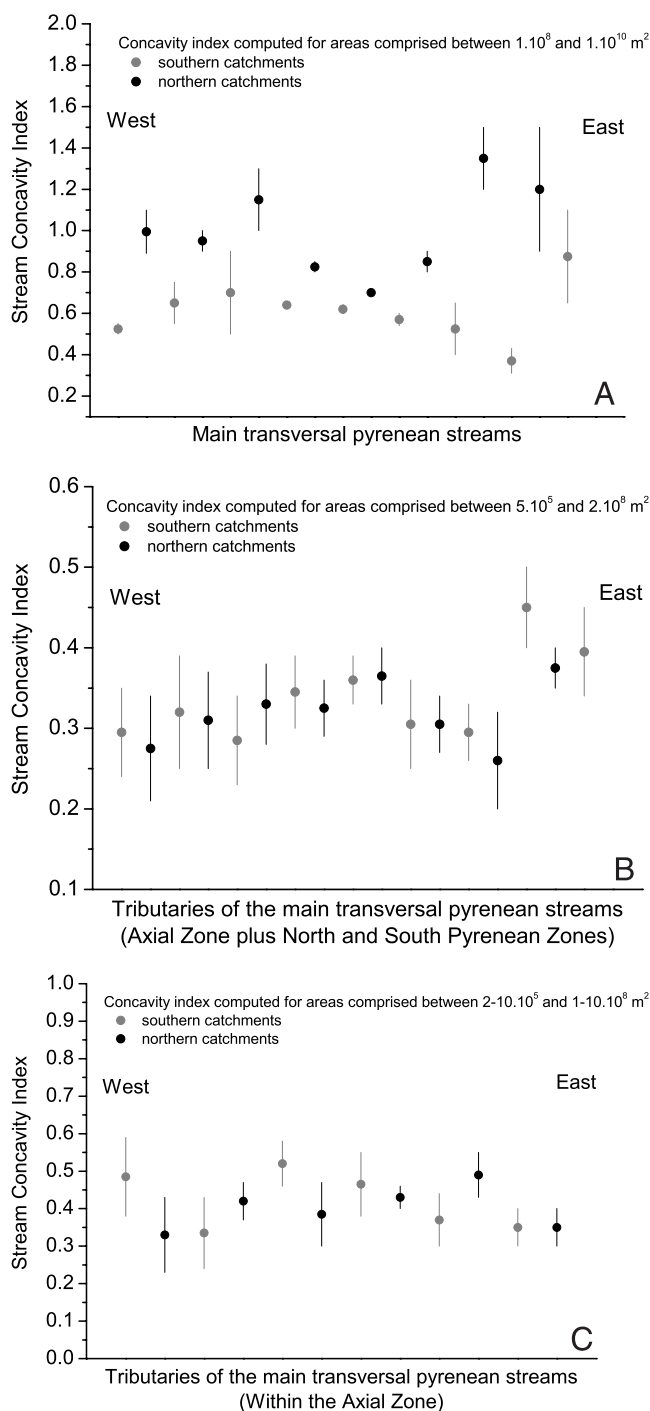 2.0
1.8
1.6
1.4
1.2
1.0
0.8
0.6
0.4
0.2
Stream Concavity Index
Concavity index computed for areas comprised between 1.10⁸ and 1.10¹⁰ m²
southern catchments
northern catchments
West
East
A
Main transversal pyrenean streams
0.6
0.5
0.4
0.3
0.2
0.1
Stream Concavity Index
Concavity index computed for areas comprised between 5.10⁵ and 2.10⁸ m²
southern catchments
northern catchments
West
East
B
Tributaries of the main transversal pyrenean streams
(Axial Zone plus North and South Pyrenean Zones)
1.0
0.9
0.8
0.7
0.6
0.5
0.4
0.3
0.2
0.1
0.0
Stream Concavity Index
Concavity index computed for areas comprised between 2-10.10⁵ and 1-10.10⁸ m²
southern catchments
northern catchments
West
East
C
Tributaries of the main transversal pyrenean streams
(Within the Axial Zone)